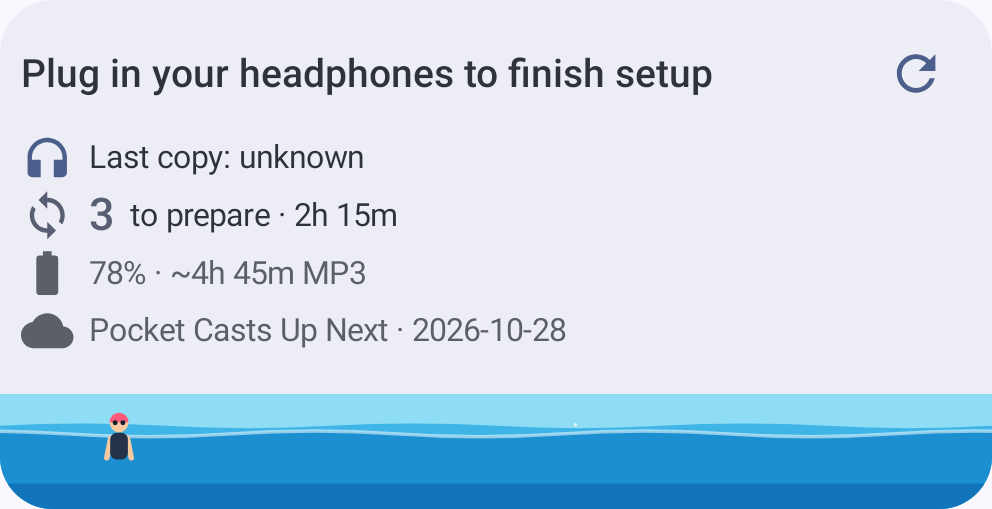 Plug in your headphones to finish setup
Last copy: unknown
3 to prepare · 2h 15m
78% · ~4h 45m MP3
Pocket Casts Up Next · 2026-10-28